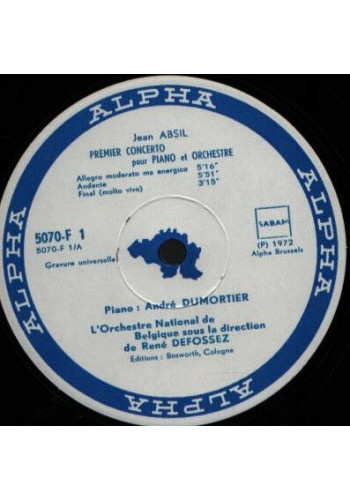 ALPHA
Jean ABSIL
PREMIER CONCERTO
pour PIANO et ORCHESTRE
Allegro moderato ma energico 5'16"
Andante 5'51"
Final (molto vivo) 3'15"
5070-F 1
5070-F 1/A
Gravure universelle
SABAM
(P) 1972
Alpha Brussels
Piano : André DUMORTIER
L'Orchestre National de
Belgique sous la direction
de René DEFOSSEZ
Editions : Bosworth, Cologne
ALPHA
ALPHA
ALPHA
ALPHA
ALPHA